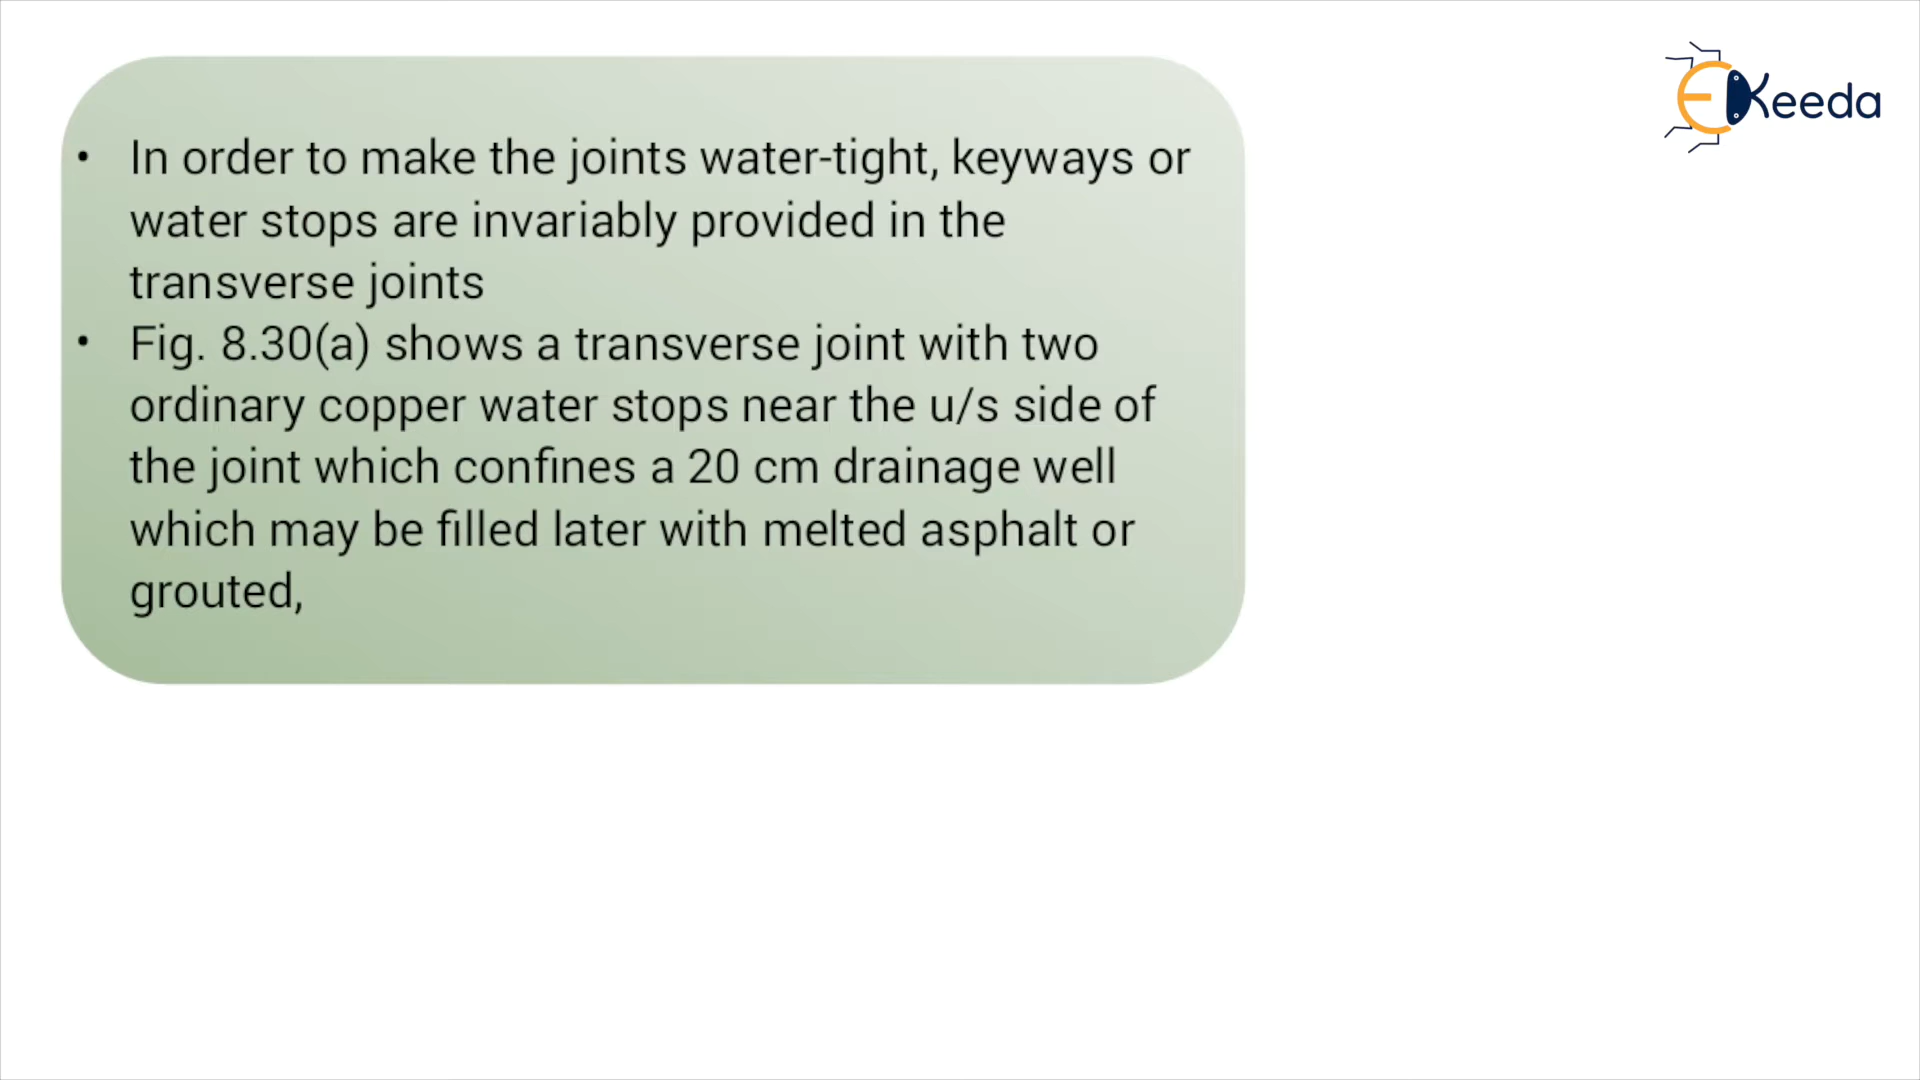 • In order to make the joints water-tight, keyways or
water stops are invariably provided in the
transverse joints
• Fig. 8.30(a) shows a transverse joint with two
ordinary copper water stops near the u/s side of
the joint which confines a 20 cm drainage well
which may be filled later with melted asphalt or
grouted,
EKeeda